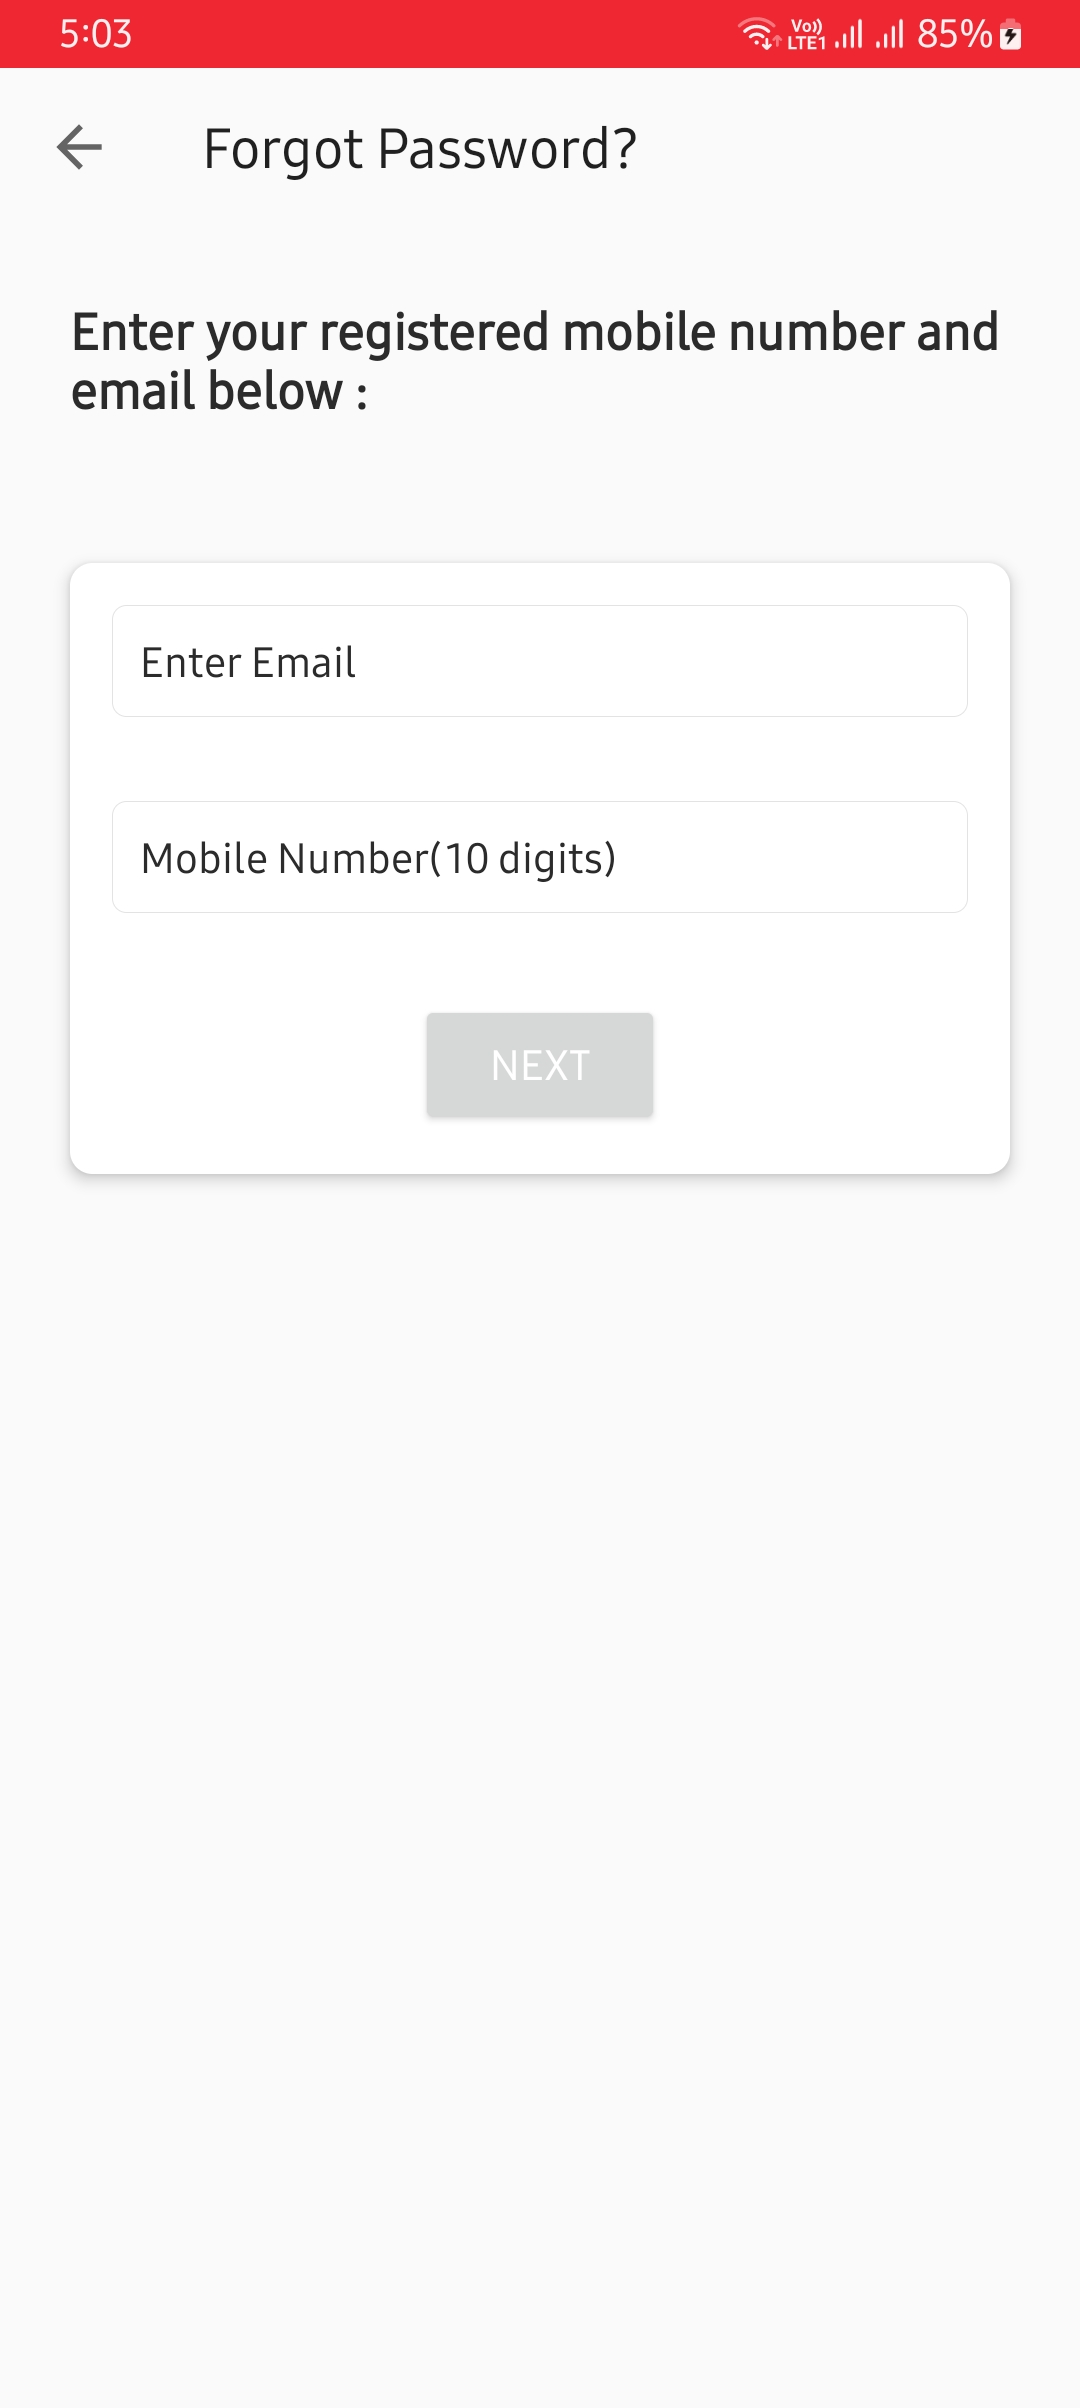 5:03
Vo)) LTE1 85%
Forgot Password?
Enter your registered mobile number and
email below :
Enter Email
Mobile Number(10 digits)
NEXT